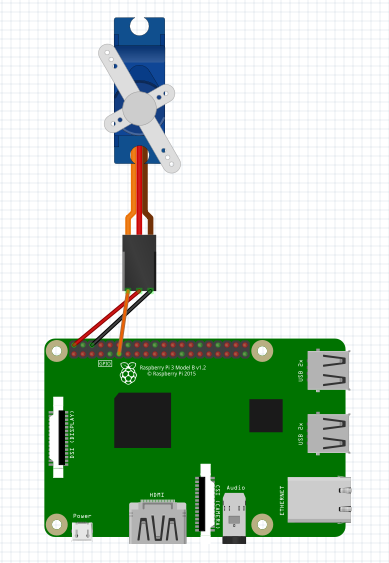 GPIO
Raspberry Pi 3 Model B v1.2
© Raspberry Pi 2015
USB 2x
DSI (DISPLAY)
USB 2x
HDMI
CSI (CAMERA)
Audio
ETHERNET
Power